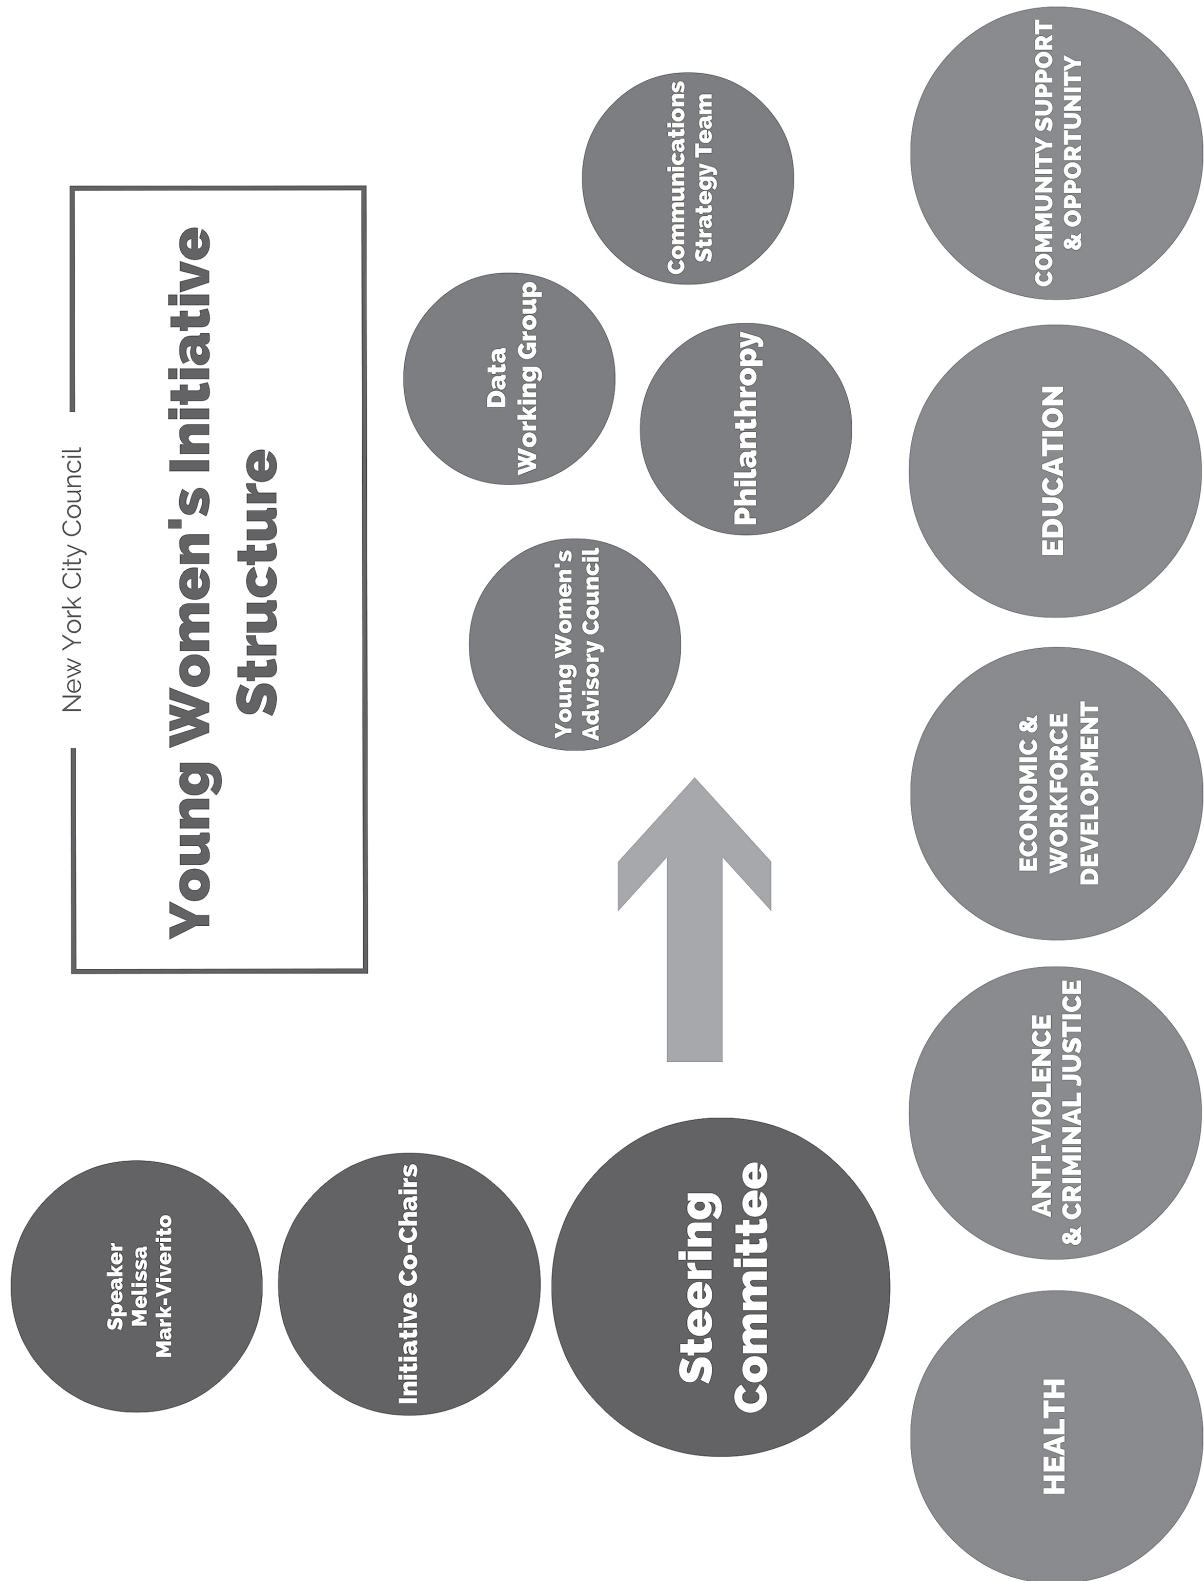 New York City Council
Young Women's Initiative
Structure
Speaker
Melissa
Mark-Viverito
Initiative Co-Chairs
Steering
Committee
Young Women's
Advisory Council
Data
Working Group
Philanthropy
Communications
Strategy Team
HEALTH
ANTI-VIOLENCE
& CRIMINAL JUSTICE
ECONOMIC &
WORKFORCE
DEVELOPMENT
EDUCATION
COMMUNITY SUPPORT
& OPPORTUNITY